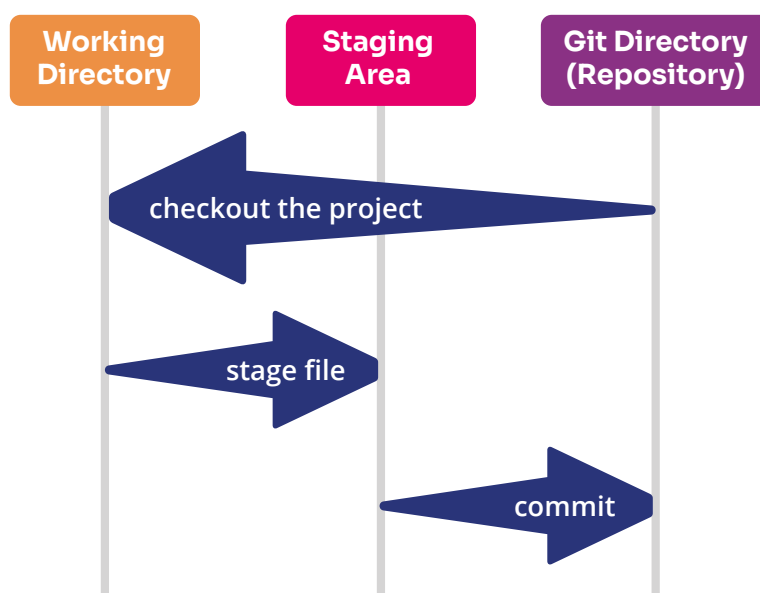 Working
Directory
Staging
Area
Git Directory
(Repository)
checkout the project
stage file
commit